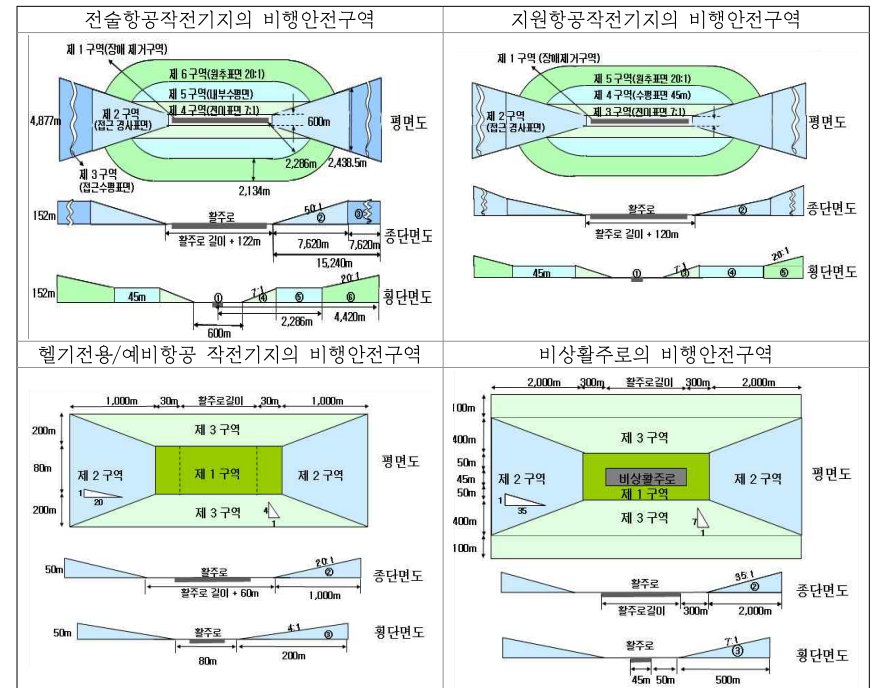 전술항공작전기지의 비행안전구역
제 1 구역(장애 제거구역)
제 6 구역(원추표면 20:1)
제 5 구역(내부수평면)
제 4 구역(전이표면 7:1)
제 2 구역
(접근 경사표면)
제 3 구역
(접근수평표면)
4,877m
600m
2,286m
2,438.5m
2,134m
평면도
152m
활주로
50:1
②
③
활주로 길이 + 122m
7,620m
7,620m
15,240m
종단면도
152m
45m
①
7:1
④
⑤
20:1
⑥
2,286m
4,420m
600m
횡단면도
지원항공작전기지의 비행안전구역
제 1 구역 (장애제거구역)
제 5 구역(원추표면 20:1)
제 4 구역(수평표면 45m)
제 3 구역(전이표면 7:1)
제 2 구역
(접근 경사표면)
평면도
활주로
②
활주로 길이 + 120m
종단면도
45m
①
7:1
③
④
20:1
⑤
횡단면도
헬기전용/예비항공 작전기지의 비행안전구역
1,000m 30m 활주로길이 30m 1,000m
200m
80m
200m
제 3 구역
제 2 구역 제 1 구역 제 2 구역
제 3 구역
1
20
4
1
평면도
50m
활주로
20:1
②
활주로 길이 + 60m
1,000m
종단면도
50m
활주로
4:1
③
80m
200m
횡단면도
비상활주로의 비행안전구역
2,000m 300m 활주로길이 300m 2,000m
100m
400m
50m
45m
50m
400m
100m
제 3 구역
제 2 구역 비상활주로 제 2 구역
제 1 구역
제 3 구역
1
35
7
1
평면도
활주로
35:1
②
활주로길이 300m 2,000m
종단면도
활주로
7:1
③
45m 50m 500m
횡단면도